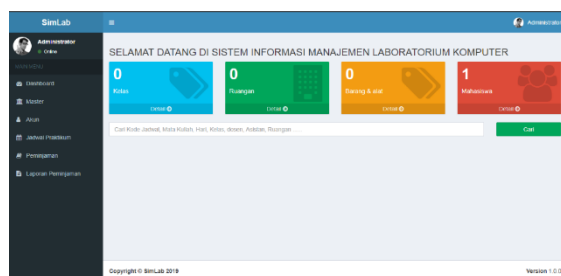 SimLab
Administrator
Administrator
Online
MAIN MENU
Dashboard
Master
Akun
Jadwal Praktikum
Peminjaman
Laporan Peminjaman
SELAMAT DATANG DI SISTEM INFORMASI MANAJEMEN LABORATORIUM KOMPUTER
0
Kelas
Detail
0
Ruangan
Detail
0
Barang & alat
Detail
1
Mahasiswa
Detail
Cari Kode Jadwal, Mata Kuliah, Hari, Kelas, dosen, Asisten, Ruangan ...
Cari
Copyright © SimLab 2019
Version 1.0.0